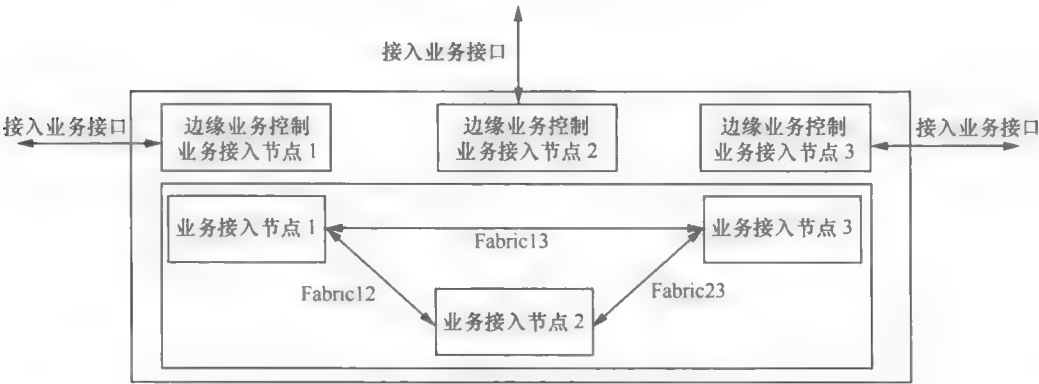 接入业务接口
接入业务接口
边缘业务控制
业务接入节点 1
边缘业务控制
业务接入节点 2
边缘业务控制
业务接入节点 3
接入业务接口
业务接入节点 1
业务接入节点 3
Fabric13
Fabric12
Fabric23
业务接入节点 2